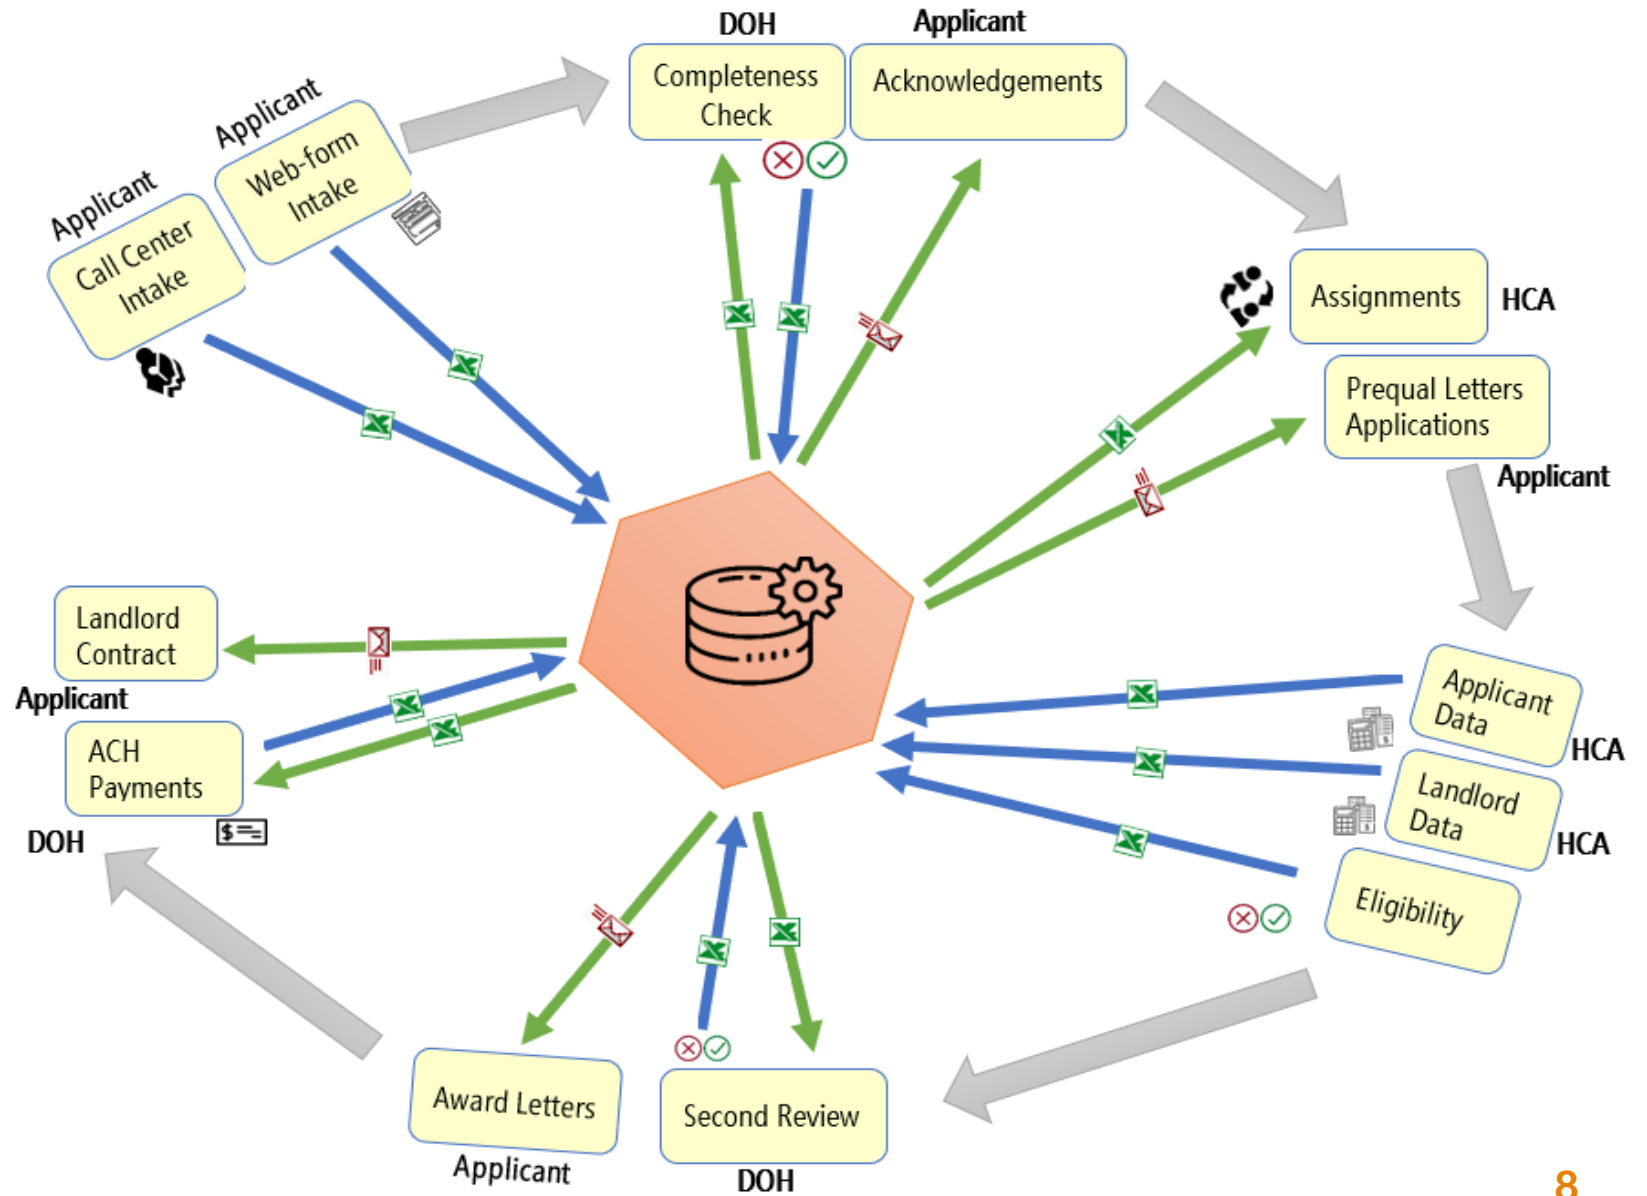 DOH
Completeness
Check
Applicant
Acknowledgements
Applicant
Web-form
Intake
Applicant
Call Center
Intake
Assignments
HCA
Prequal Letters
Applications
Applicant
Applicant
Data
HCA
Landlord
Data
HCA
Eligibility
Second Review
DOH
Award Letters
Applicant
Landlord
Contract
Applicant
ACH
Payments
DOH
8